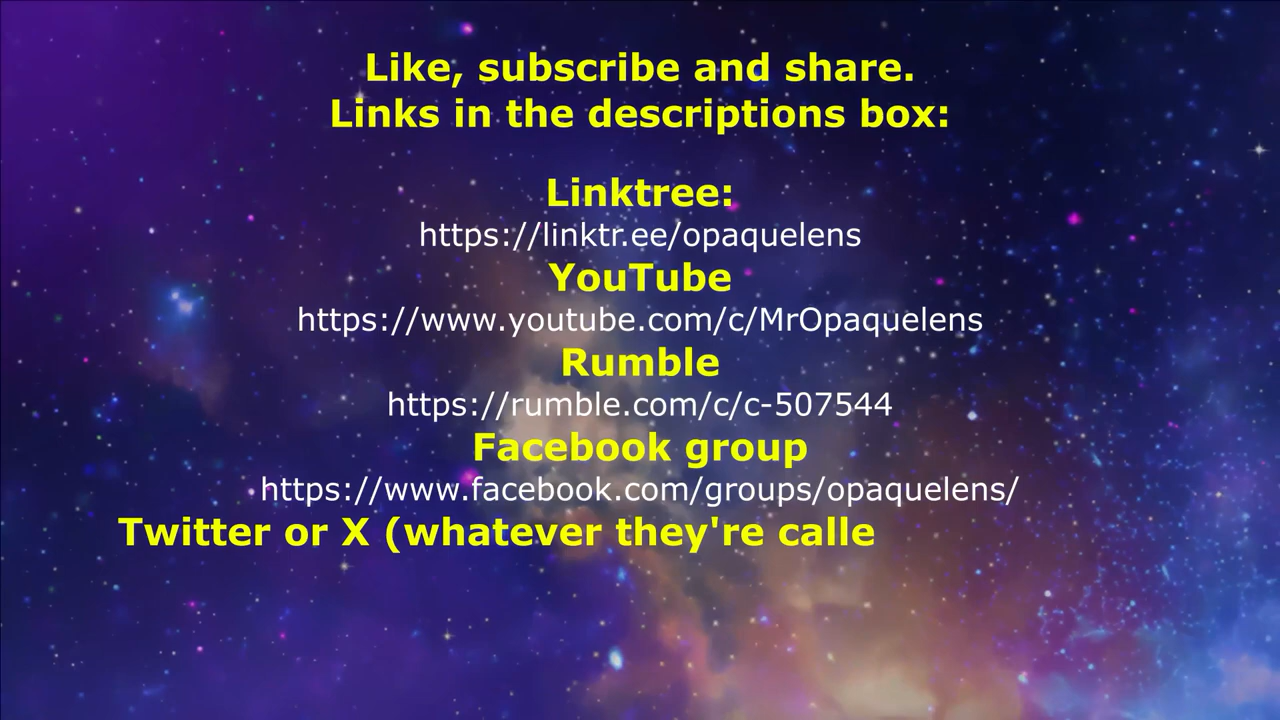 Like, subscribe and share.
Links in the descriptions box:
Linktree:
https://linktr.ee/opaquelens
YouTube
https://www.youtube.com/c/MrOpaquelens
Rumble
https://rumble.com/c/c-507544
Facebook group
https://www.facebook.com/groups/opaquelens/
Twitter or X (whatever they're calle